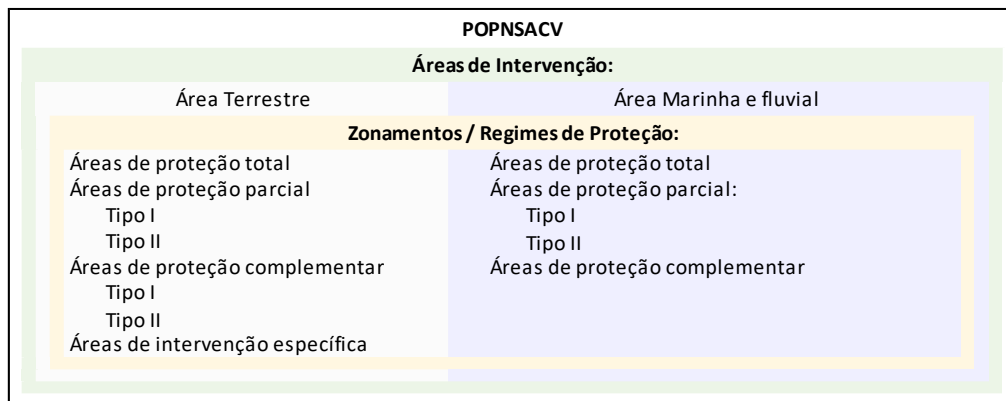 POPNSACV
Áreas de Intervenção:
Área Terrestre
Área Marinha e fluvial
Zonamentos / Regimes de Proteção:
Áreas de proteção total
Áreas de proteção parcial
Tipo I
Tipo II
Áreas de proteção complementar
Tipo I
Tipo II
Áreas de intervenção específica
Áreas de proteção total
Áreas de proteção parcial:
Tipo I
Tipo II
Áreas de proteção complementar